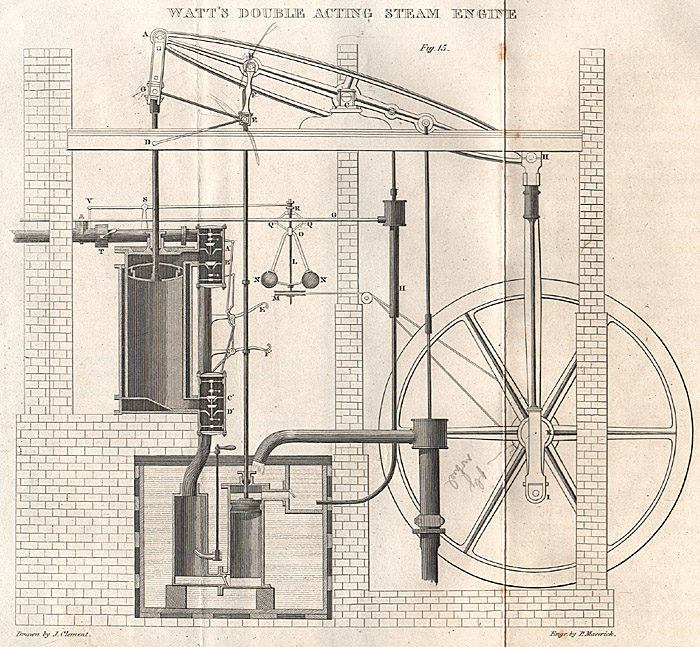 WATT'S DOUBLE ACTING STEAM ENGINE
Fig. 15.
A
G
E
D
H
V
S
R
G
Q
Q
T
O
A
B
L
N
N
M
H
E
F
C
D
I
Drawn by J. Clement.
Engr. by P. Maverick.